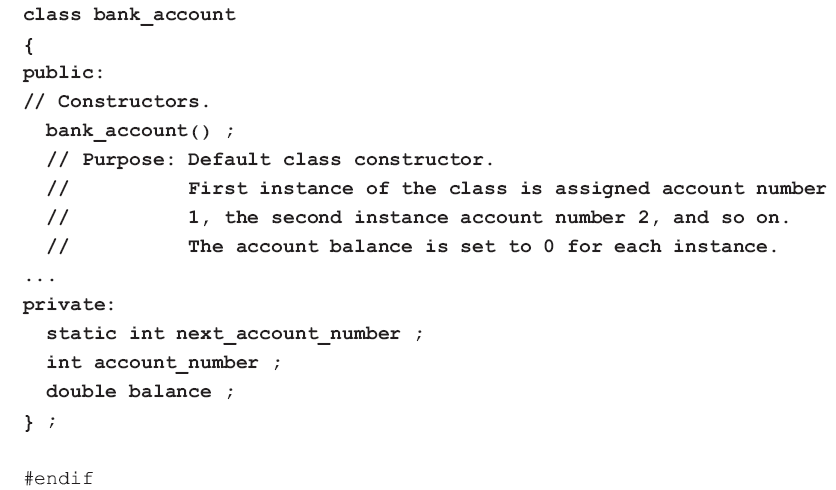 class bank_account
{
public:
// Constructors.
  bank_account() ;
  // Purpose: Default class constructor.
  //          First instance of the class is assigned account number
  //          1, the second instance account number 2, and so on.
  //          The account balance is set to 0 for each instance.
...
private:
  static int next_account_number ;
  int account_number ;
  double balance ;
} ;

#endif